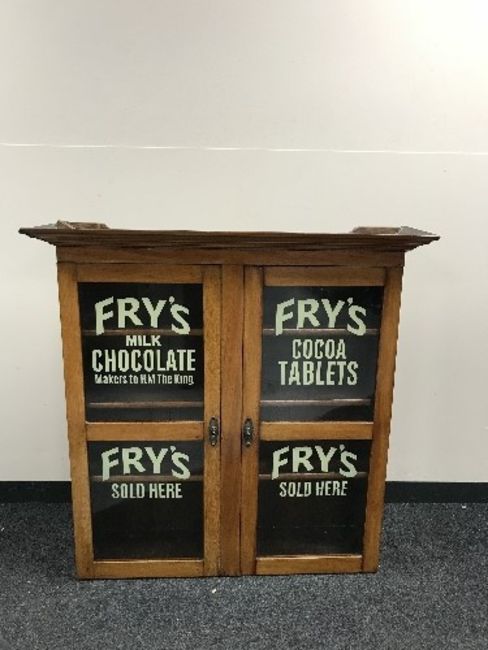 FRY'S
MILK
CHOCOLATE
Makers to H.M The King
FRY'S
SOLD HERE
FRY'S
COCOA
TABLETS
FRY'S
SOLD HERE